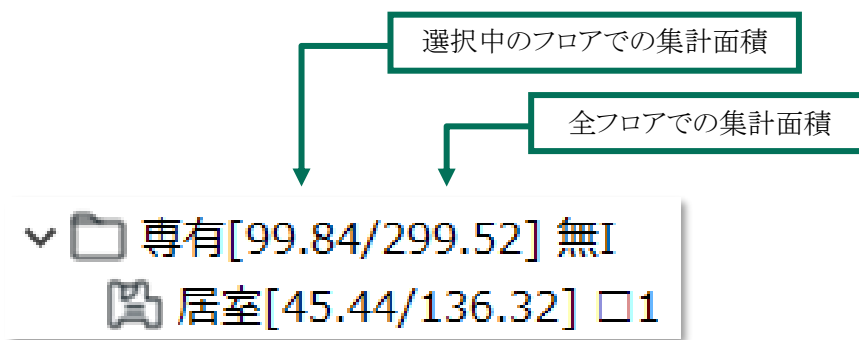 選択中のフロアでの集計面積
全フロアでの集計面積
専有[99.84/299.52] 無I
居室[45.44/136.32] □1